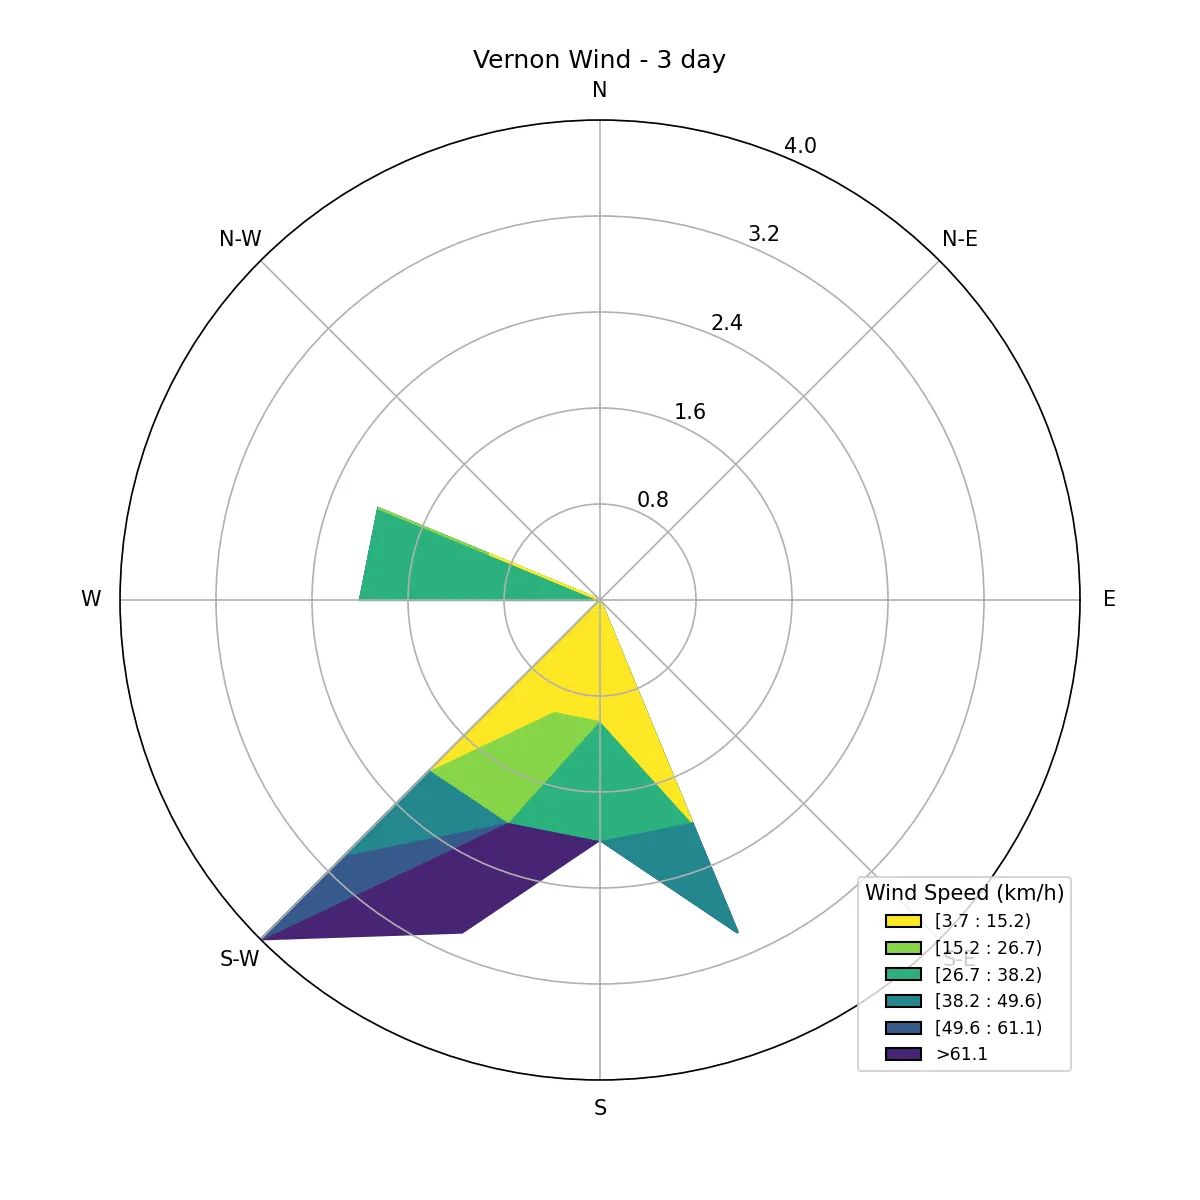 Vernon Wind - 3 day
N
4.0
N-W
3.2
N-E
2.4
1.6
0.8
W
E
Wind Speed (km/h)
[3.7 : 15.2)
[15.2 : 26.7)
S-W
S-E
[26.7 : 38.2)
[38.2 : 49.6)
[49.6 : 61.1)
>61.1
S